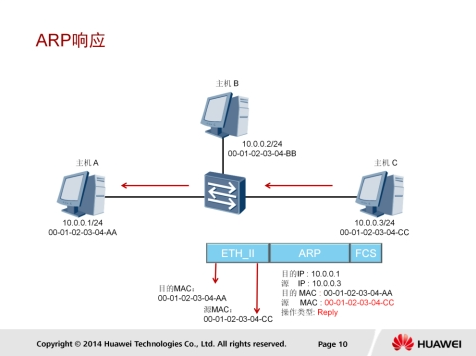 ARP响应
主机 B
10.0.0.2/24
00-01-02-03-04-BB
主机 A
主机 C
10.0.0.1/24
00-01-02-03-04-AA
10.0.0.3/24
00-01-02-03-04-CC
ETH_II ARP FCS
目的MAC：
00-01-02-03-04-AA
源MAC：
00-01-02-03-04-CC
目的IP : 10.0.0.1
源 IP : 10.0.0.3
目的 MAC : 00-01-02-03-04-AA
源 MAC : 00-01-02-03-04-CC
操作类型: Reply
Copyright © 2014 Huawei Technologies Co., Ltd. All rights reserved.
Page 10
HUAWEI